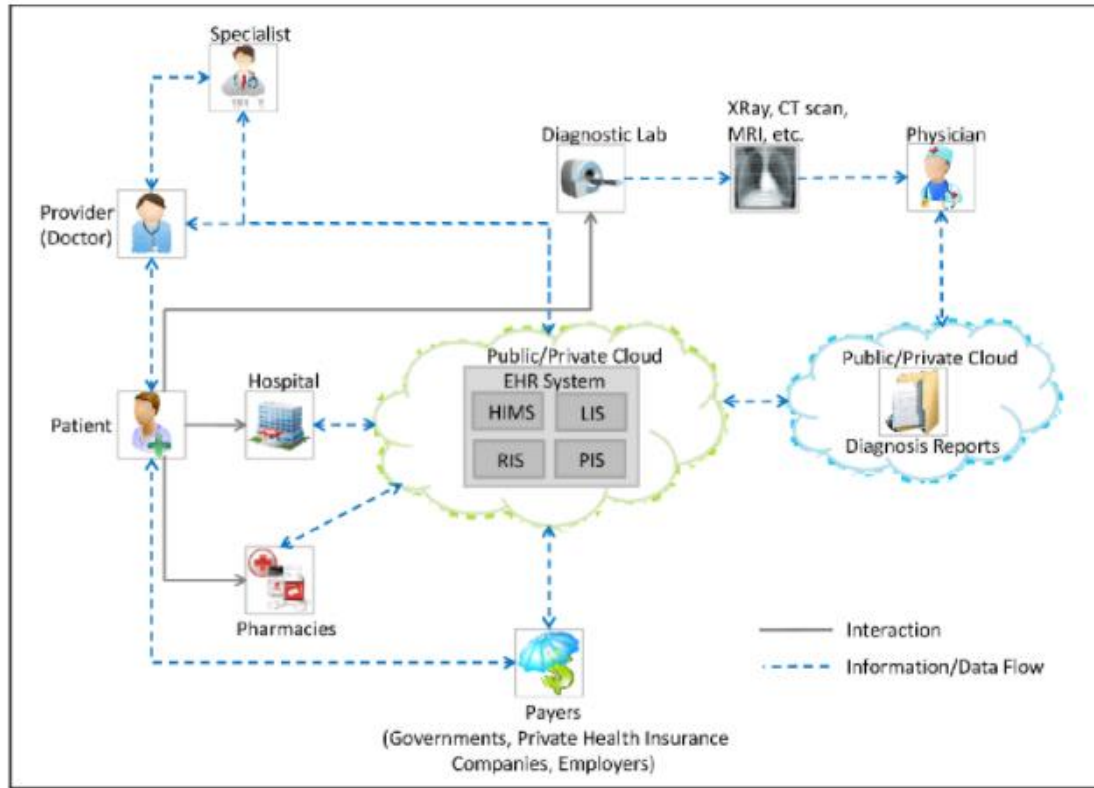 Specialist
XRay, CT scan,
MRI, etc.
Diagnostic Lab
Physician
Provider
(Doctor)
Public/Private Cloud
EHR System
HIMS
LIS
RIS
PIS
Public/Private Cloud
Diagnosis Reports
Hospital
Patient
Pharmacies
Interaction
Information/Data Flow
Payers
(Governments, Private Health Insurance
Companies, Employers)